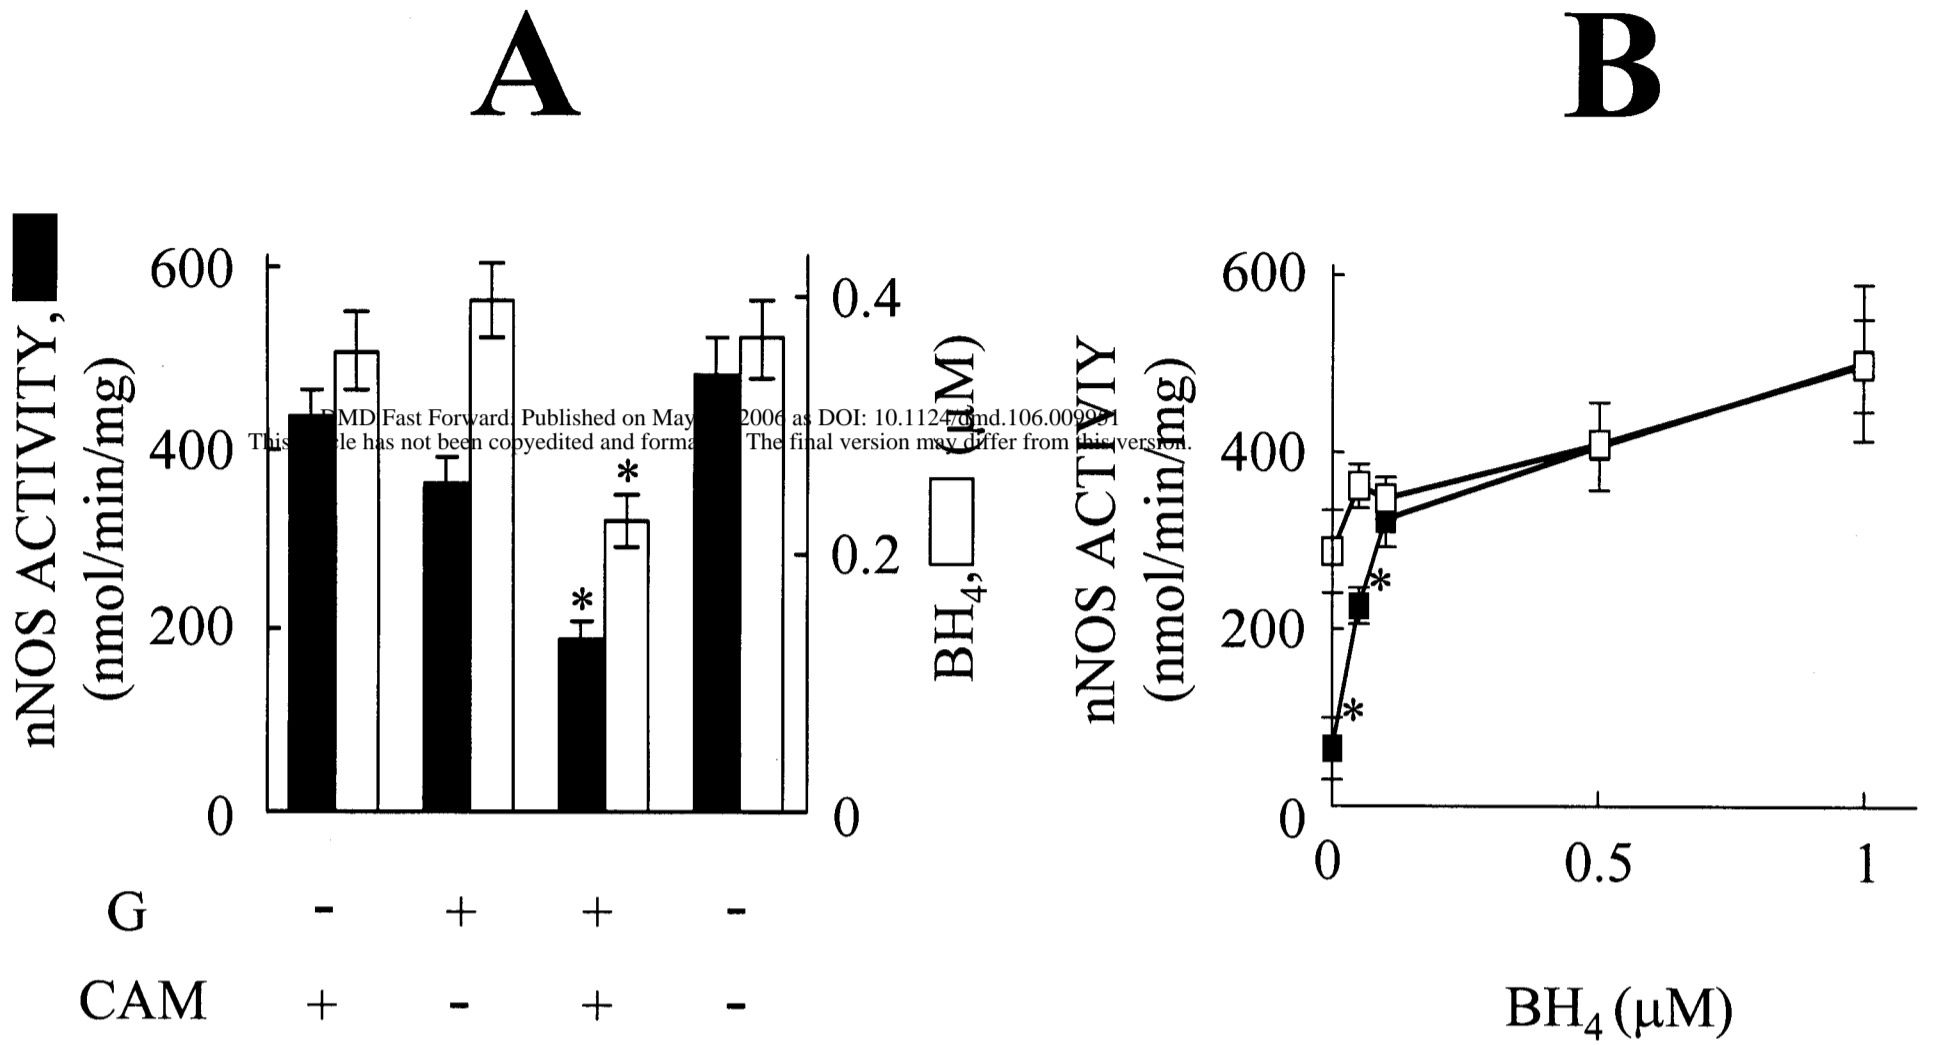 A
B
nNOS ACTIVITY,
(nmol/min/mg)
600
400
200
0
*
*
0.4
0.2
0
BH₄, (µM)
DMD Fast Forward. Published on May 2006 as DOI: 10.1124/dmd.106.009951
This cle has not been copyedited and forma The final version may differ from this version.
G - + + -
CAM + - + -
nNOS ACTIVIY
(nmol/min/mg)
600
400
200
0
*
*
0 0.5 1
BH₄ (µM)